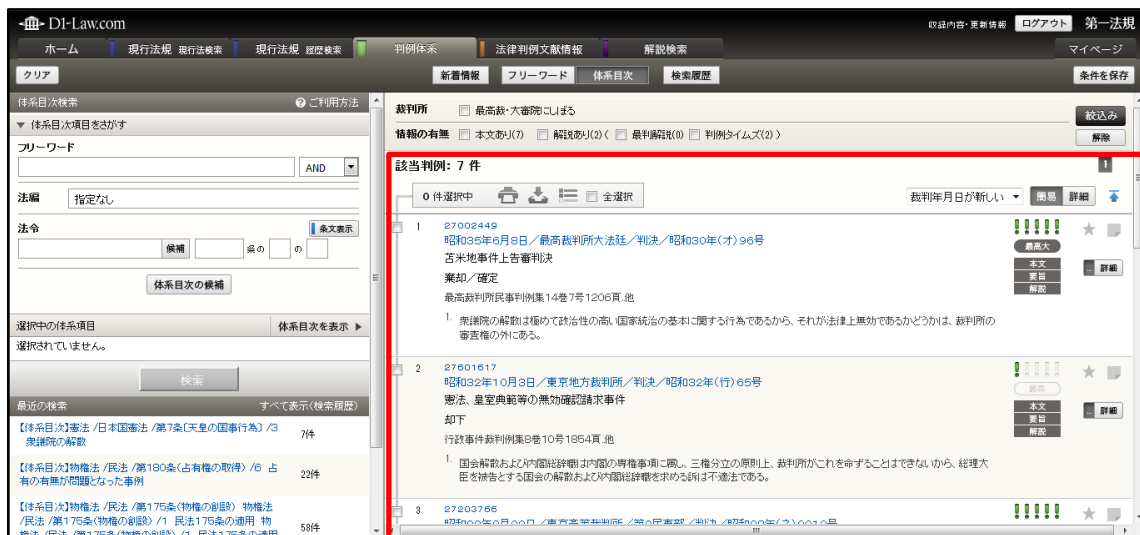 D1-Law.com
収録内容・更新情報 ログアウト 第一法規
ホーム 現行法規 現行法検索 現行法規 履歴検索 判例体系 法律判例文献情報 解説検索 マイページ
クリア 新着情報 フリーワード 体系目次 検索履歴 条件を保存
体系目次検索 ? ご利用方法
▼ 体系目次項目をさがす
フリーワード
AND
法編 指定なし
法令 条文表示
候補 条の の
体系目次の候補
選択中の体系項目 体系目次を表示 ▶
選択されていません。
検索
最近の検索 すべて表示(検索履歴)
【体系目次】憲法 /日本国憲法 /第7条〔天皇の国事行為〕 /3 衆議院の解散 7件
【体系目次】物権法 /民法 /第180条(占有権の取得) /6 占有の有無が問題となった事例 22件
【体系目次】物権法 /民法 /第175条(物権の創設) 物権法
/民法 /第175条(物権の創設) /1 民法175条の適用 物
権法 /民法 /第175条(物権の創設) /1 民法175条の適用 58件
裁判所 最高裁・大審院にしぼる 絞込み
情報の有無 本文あり(7) 解説あり(2) ( 最判解説(0) 判例タイムズ(2) ) 解除
該当判例: 7 件 1
0 件選択中 全選択 裁判年月日が新しい 簡易 詳細
1 27002449
昭和35年6月8日/最高裁判所大法廷/判決/昭和30年(オ)96号
苫米地事件上告審判決
棄却/確定
最高裁判所民事判例集14巻7号1206頁.他
1. 衆議院の解散は極めて政治性の高い国家統治の基本に関する行為であるから、それが法律上無効であるかどうかは、裁判所の
審査権の外にある。
最高大
本文
要旨
解説
... 詳細
2 27601617
昭和32年10月3日/東京地方裁判所/判決/昭和32年(行)65号
憲法、皇室典範等の無効確認請求事件
却下
行政事件裁判例集8巻10号1854頁.他
1. 国会解散および内閣総辞職は内閣の専権事項に属し、三権分立の原則上、裁判所がこれを命ずることはできないから、総理大
臣を被告とする国会の解散および内閣総辞職を求める訴は不適法である。
最高
本文
要旨
解説
... 詳細
3 27203766